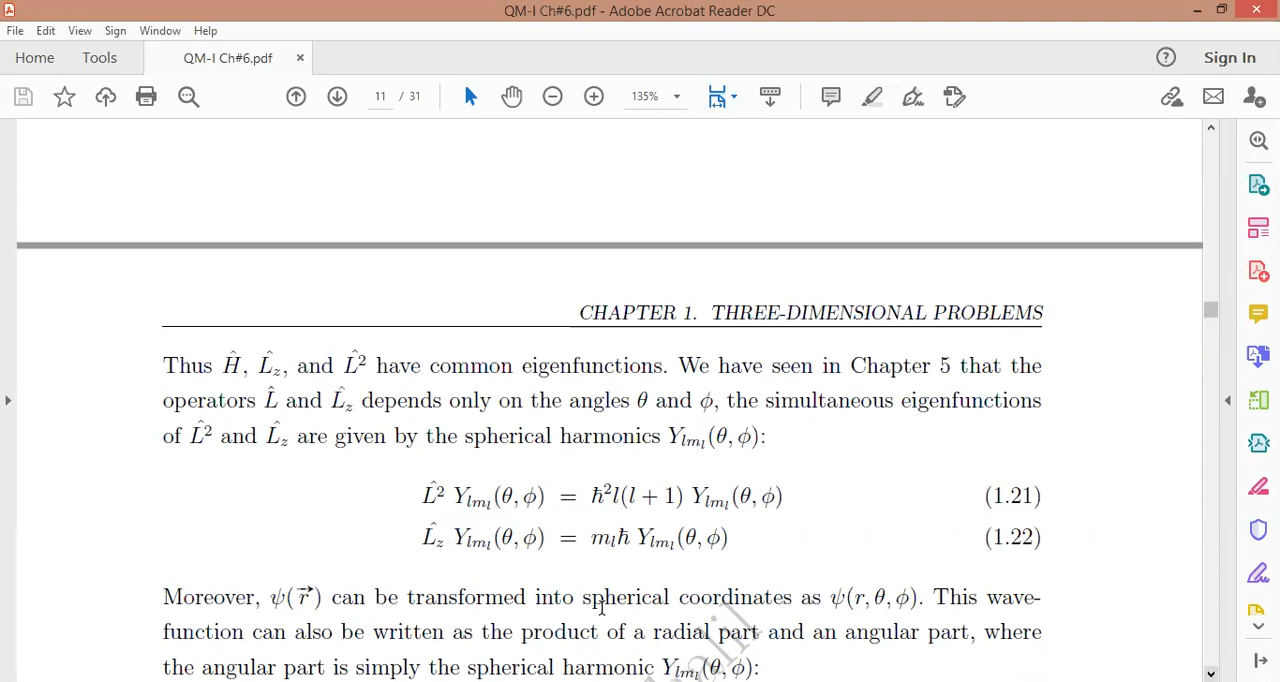 QM-I Ch#6.pdf - Adobe Acrobat Reader DC
File Edit View Sign Window Help
Home Tools QM-I Ch#6.pdf × Sign In
11 / 31 135%
CHAPTER 1. THREE-DIMENSIONAL PROBLEMS
Thus Ĥ, L̂_z, and L̂² have common eigenfunctions. We have seen in Chapter 5 that the
operators L̂ and L̂_z depends only on the angles θ and ϕ, the simultaneous eigenfunctions
of L̂² and L̂_z are given by the spherical harmonics Y_{lm_l}(θ, ϕ):
L̂² Y_{lm_l}(θ, ϕ) = ℏ²l(l + 1) Y_{lm_l}(θ, ϕ) (1.21)
L̂_z Y_{lm_l}(θ, ϕ) = m_lℏ Y_{lm_l}(θ, ϕ) (1.22)
Moreover, ψ(r⃗) can be transformed into spherical coordinates as ψ(r, θ, ϕ). This wave-
function can also be written as the product of a radial part and an angular part, where
the angular part is simply the spherical harmonic Y_{lm_l}(θ, ϕ):